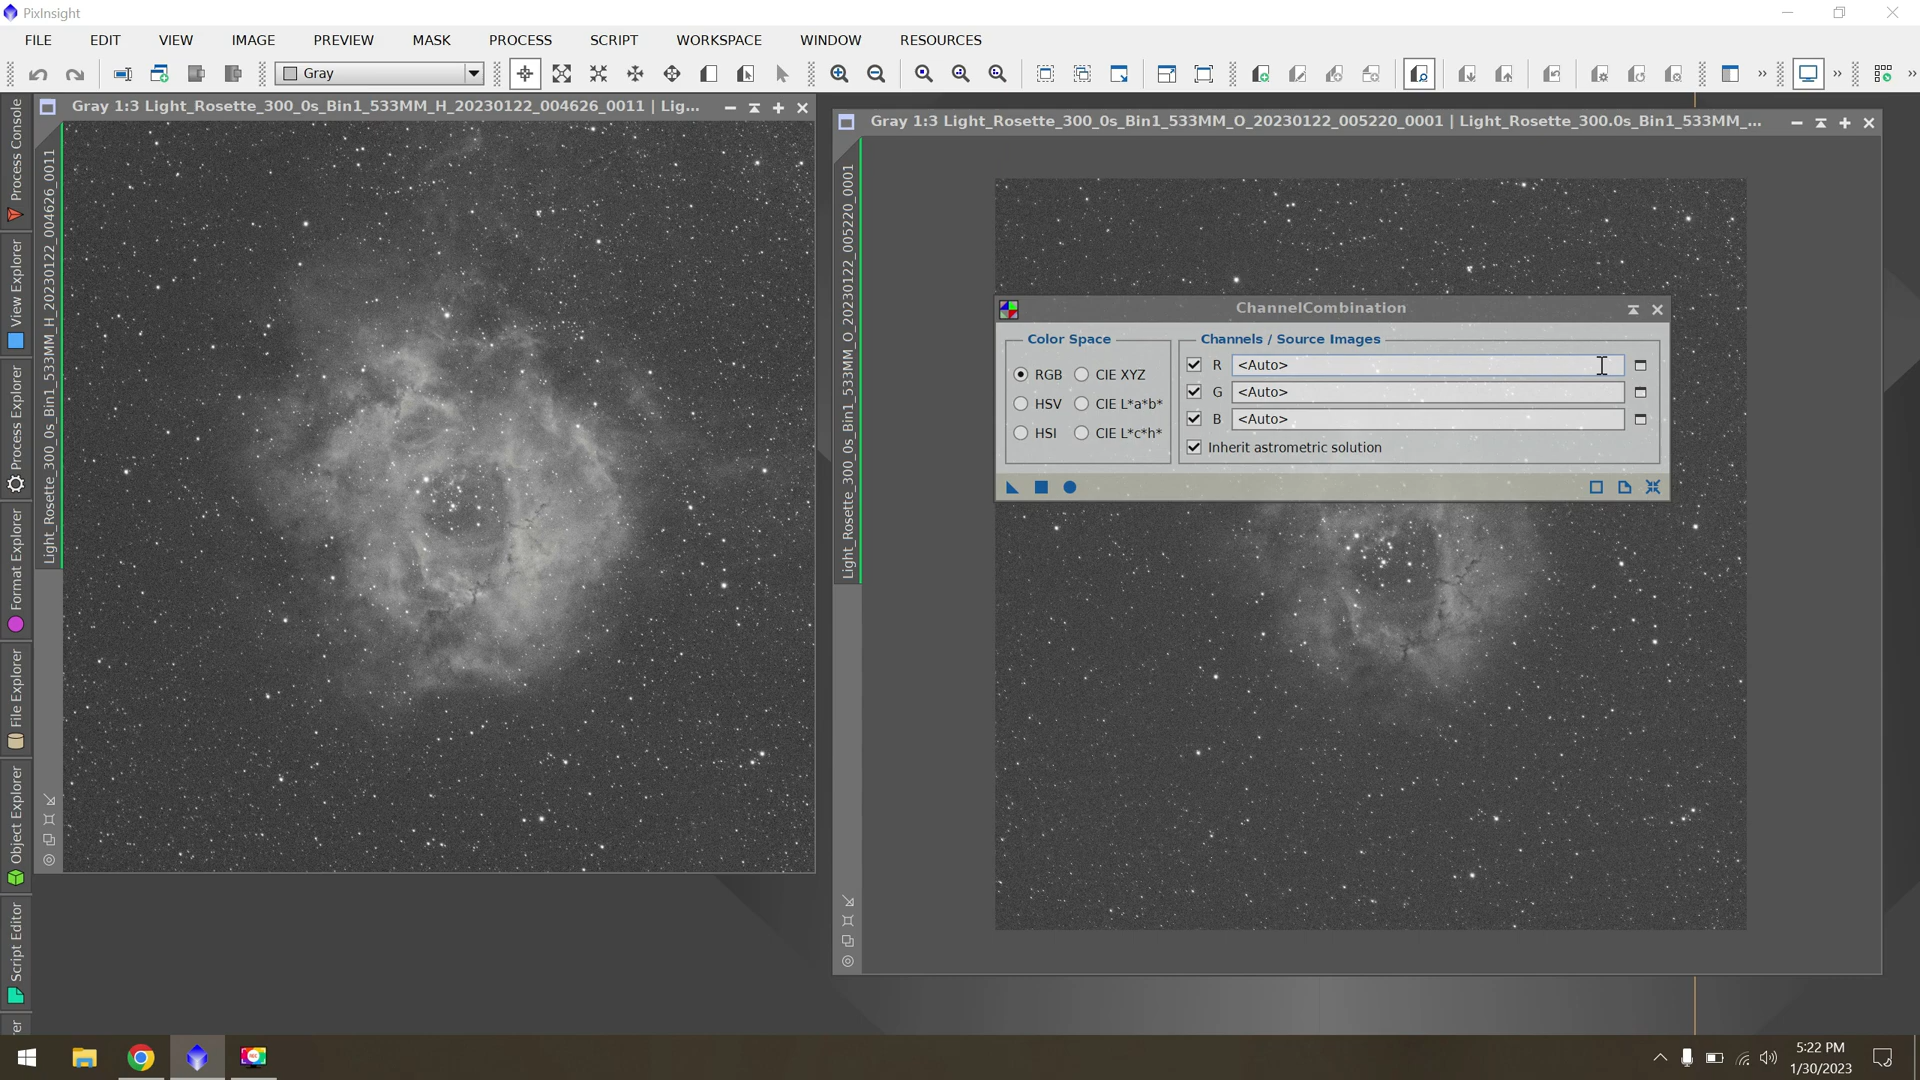 PixInsight
FILE EDIT VIEW IMAGE PREVIEW MASK PROCESS SCRIPT WORKSPACE WINDOW RESOURCES
Gray
Process Console
View Explorer
Process Explorer
Format Explorer
File Explorer
Object Explorer
Script Editor
er
Gray 1:3 Light_Rosette_300_0s_Bin1_533MM_H_20230122_004626_0011 | Lig...
Light_Rosette_300_0s_Bin1_533MM_H_20230122_004626_0011
Gray 1:3 Light_Rosette_300_0s_Bin1_533MM_O_20230122_005220_0001 | Light_Rosette_300.0s_Bin1_533MM_...
Light_Rosette_300_0s_Bin1_533MM_O_20230122_005220_0001
ChannelCombination
Color Space
RGB CIE XYZ
HSV CIE L*a*b*
HSI CIE L*c*h*
Channels / Source Images
R <Auto>
G <Auto>
B <Auto>
Inherit astrometric solution
5:22 PM
1/30/2023